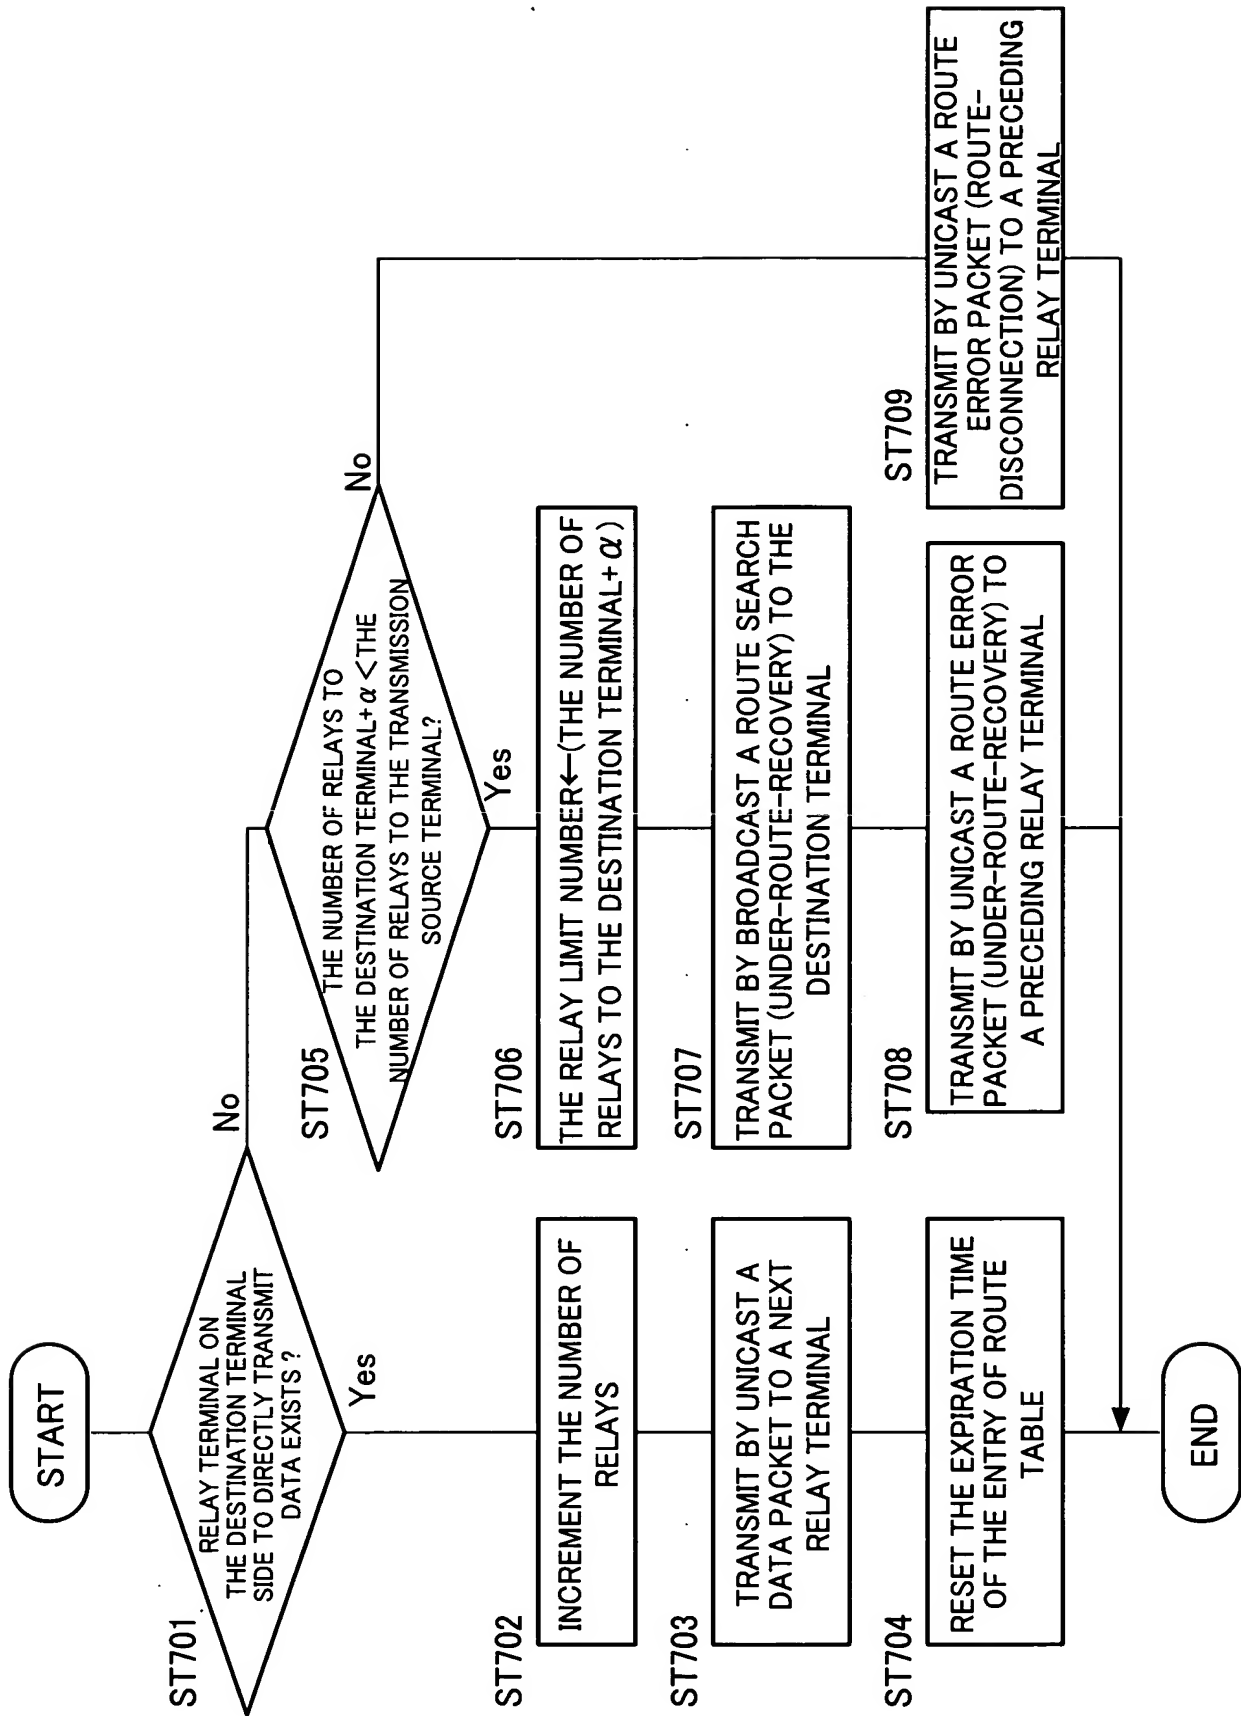 START
ST701
RELAY TERMINAL ON
THE DESTINATION TERMINAL
SIDE TO DIRECTLY TRANSMIT
DATA EXISTS ?
No
Yes
ST702
INCREMENT THE NUMBER OF
RELAYS
ST703
TRANSMIT BY UNICAST A
DATA PACKET TO A NEXT
RELAY TERMINAL
ST704
RESET THE EXPIRATION TIME
OF THE ENTRY OF ROUTE
TABLE
ST705
THE NUMBER OF RELAYS TO
THE DESTINATION TERMINAL+α <THE
NUMBER OF RELAYS TO THE TRANSMISSION
SOURCE TERMINAL?
No
Yes
ST706
THE RELAY LIMIT NUMBER←(THE NUMBER OF
RELAYS TO THE DESTINATION TERMINAL+α)
ST707
TRANSMIT BY BROADCAST A ROUTE SEARCH
PACKET (UNDER-ROUTE-RECOVERY) TO THE
DESTINATION TERMINAL
ST708
TRANSMIT BY UNICAST A ROUTE ERROR
PACKET (UNDER-ROUTE-RECOVERY) TO
A PRECEDING RELAY TERMINAL
ST709
TRANSMIT BY UNICAST A ROUTE
ERROR PACKET (ROUTE-
DISCONNECTION) TO A PRECEDING
RELAY TERMINAL
END